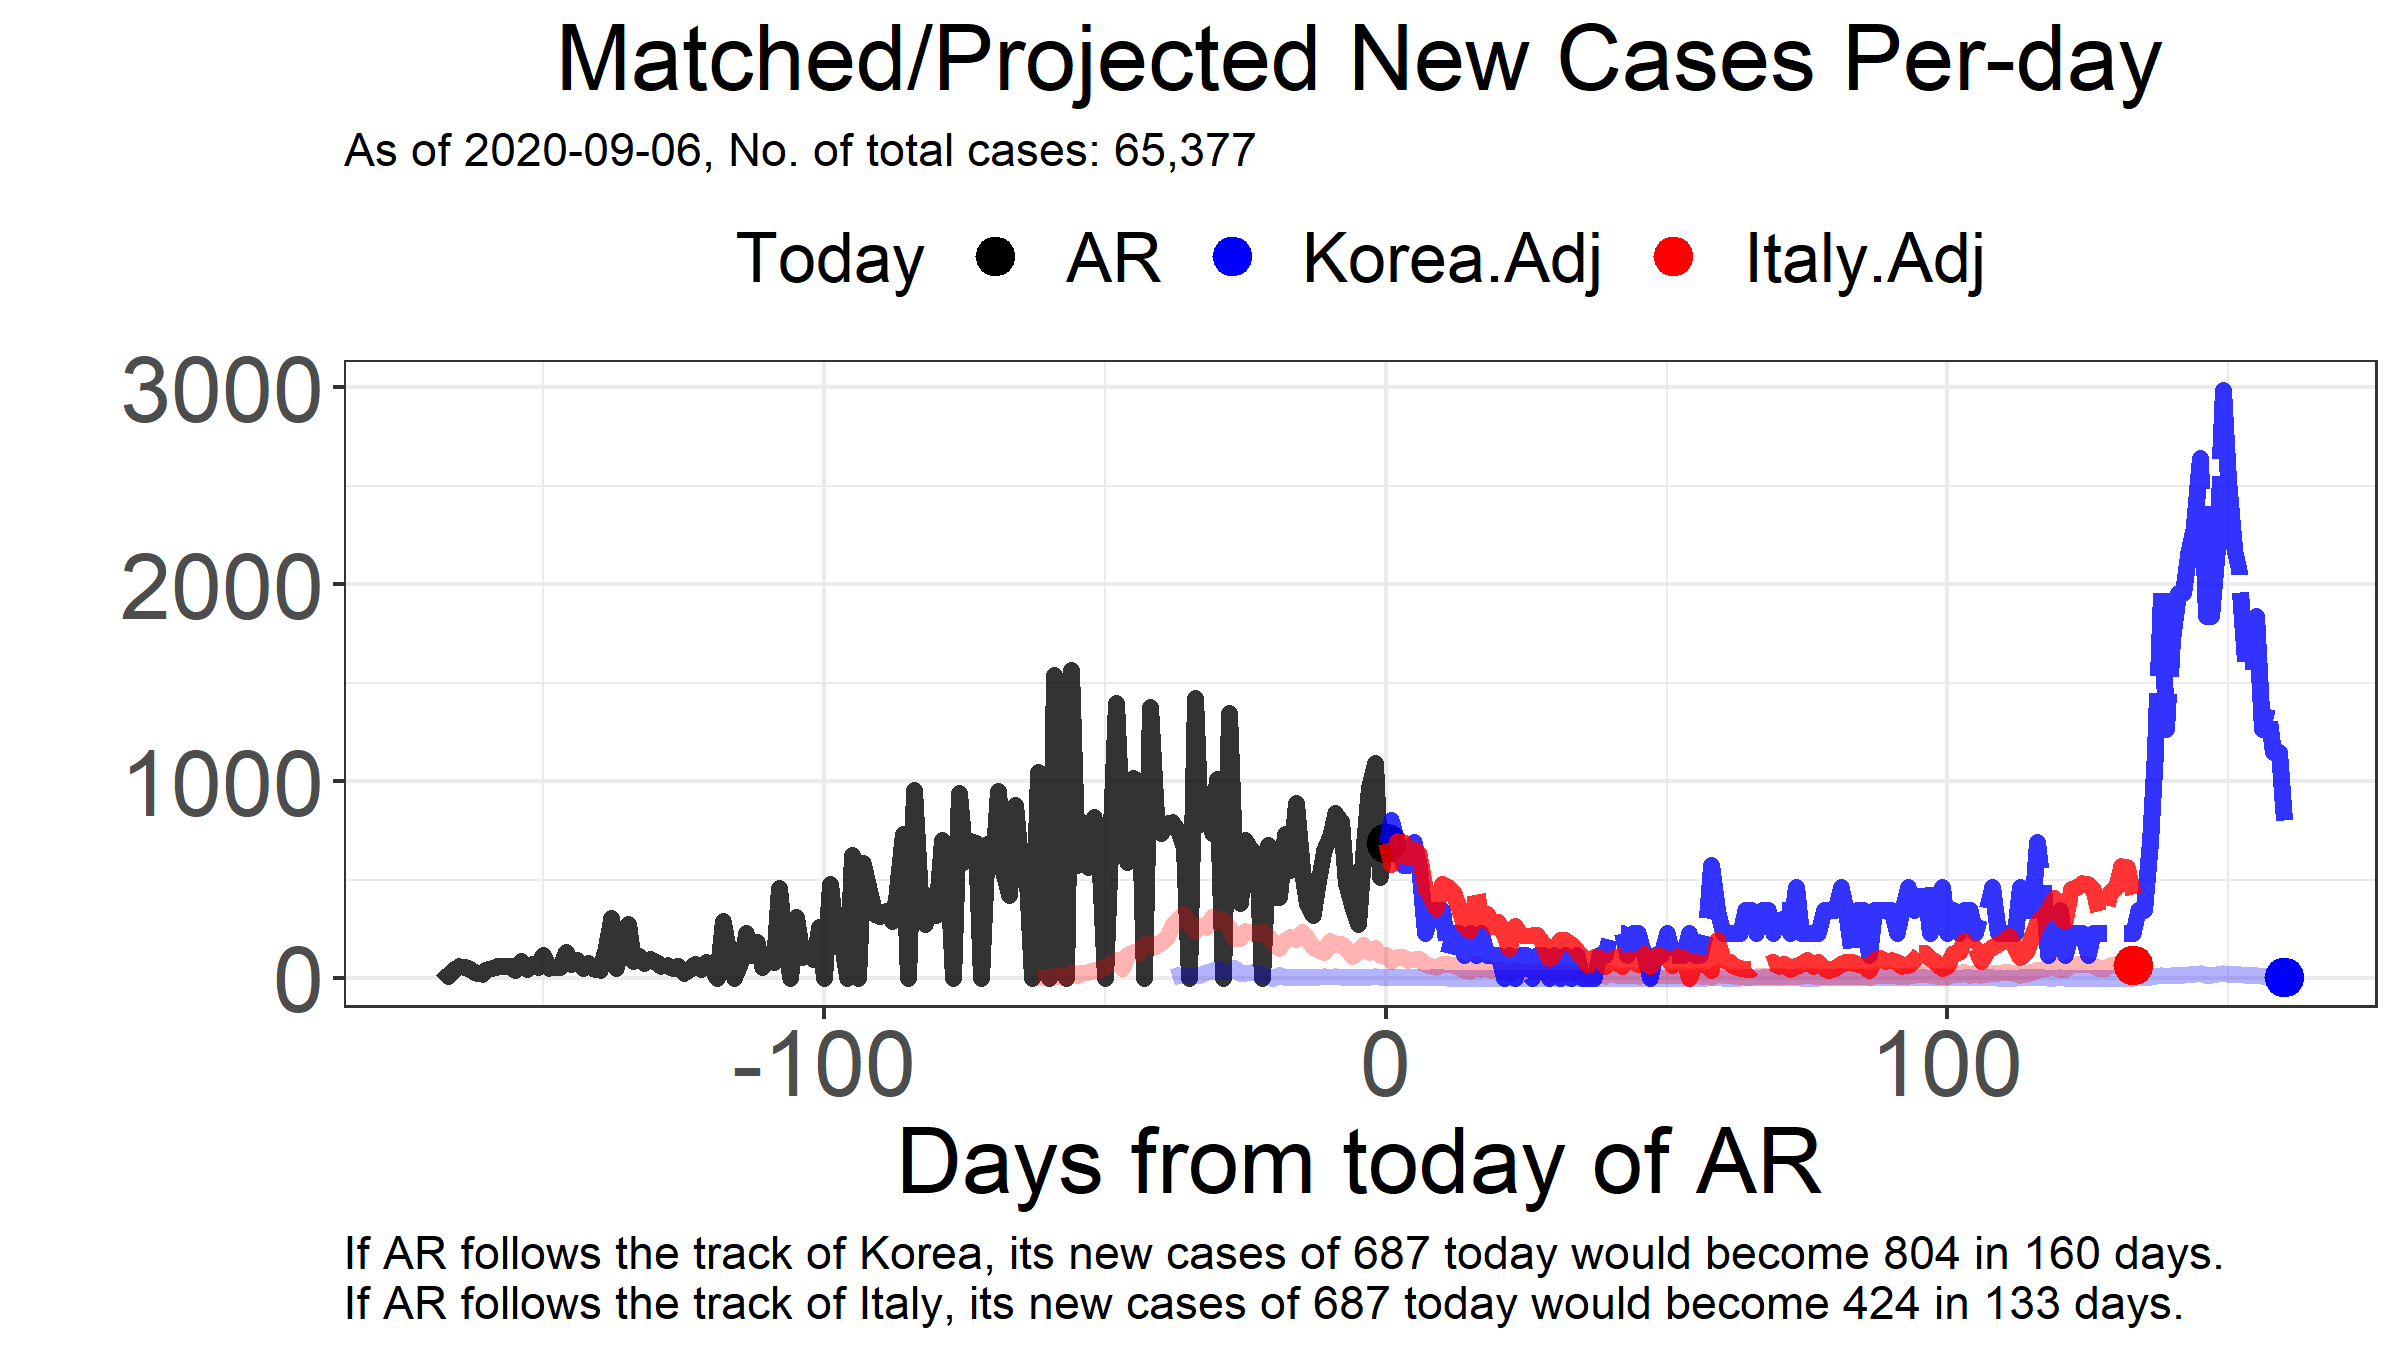 Matched/Projected New Cases Per-day
As of 2020-09-06, No. of total cases: 65,377
Today AR Korea.Adj Italy.Adj
3000
2000
1000
0
-100 0 100
Days from today of AR
If AR follows the track of Korea, its new cases of 687 today would become 804 in 160 days.
If AR follows the track of Italy, its new cases of 687 today would become 424 in 133 days.